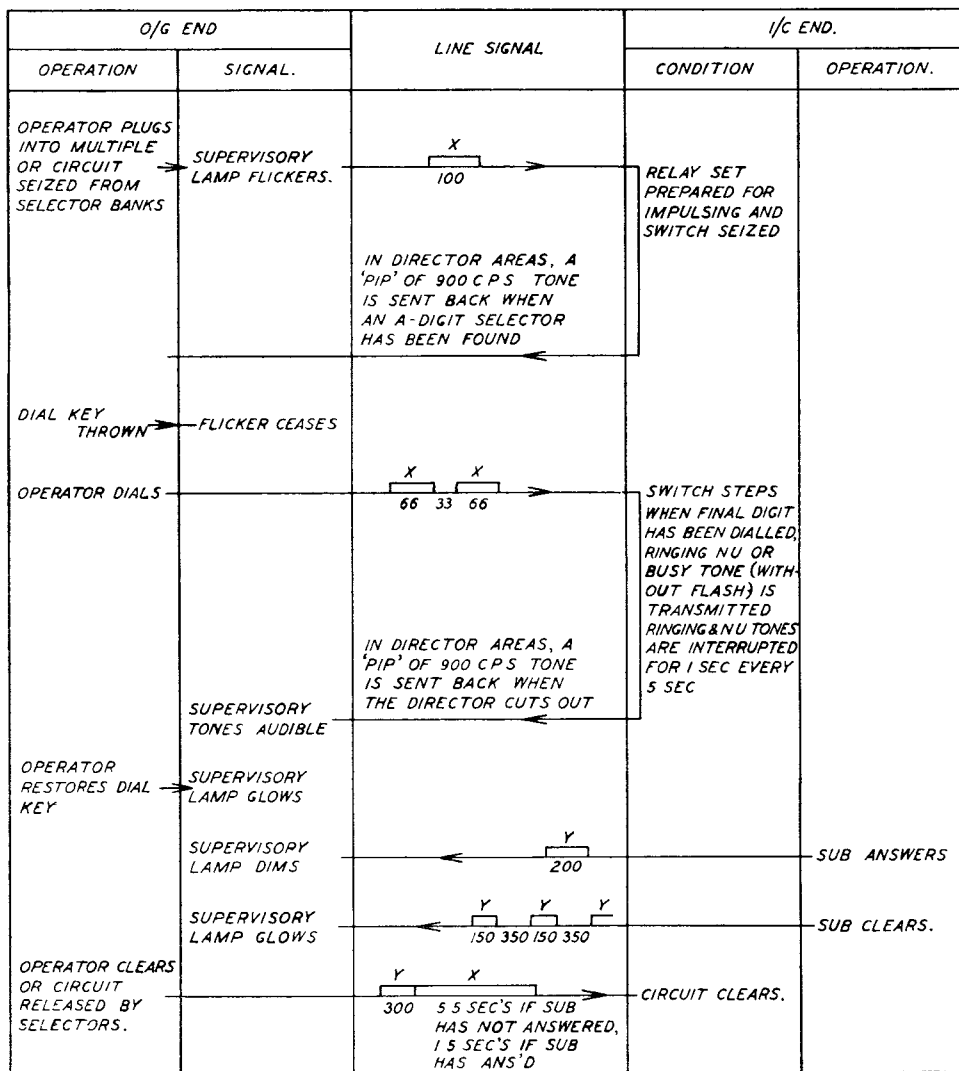 O/G END
LINE SIGNAL
I/C END.
OPERATION
SIGNAL.
CONDITION
OPERATION.
OPERATOR PLUGS
INTO MULTIPLE
OR CIRCUIT
SEIZED FROM
SELECTOR BANKS
SUPERVISORY
LAMP FLICKERS.
X
100
RELAY SET
PREPARED FOR
IMPULSING AND
SWITCH SEIZED
IN DIRECTOR AREAS, A
'PIP' OF 900 C P S TONE
IS SENT BACK WHEN
AN A-DIGIT SELECTOR
HAS BEEN FOUND
DIAL KEY
THROWN
FLICKER CEASES
OPERATOR DIALS
X X
66 33 66
SWITCH STEPS
WHEN FINAL DIGIT
HAS BEEN DIALLED,
RINGING NU OR
BUSY TONE (WITH-
OUT FLASH) IS
TRANSMITTED
RINGING & NU TONES
ARE INTERRUPTED
FOR 1 SEC EVERY
5 SEC
IN DIRECTOR AREAS, A
'PIP' OF 900 C P S TONE
IS SENT BACK WHEN
THE DIRECTOR CUTS OUT
SUPERVISORY
TONES AUDIBLE
OPERATOR
RESTORES DIAL
KEY
SUPERVISORY
LAMP GLOWS
SUPERVISORY
LAMP DIMS
Y
200
SUB ANSWERS
SUPERVISORY
LAMP GLOWS
Y Y Y
150 350 150 350
SUB CLEARS.
OPERATOR CLEARS
OR CIRCUIT
RELEASED BY
SELECTORS.
Y X
300 5 5 SEC'S IF SUB
HAS NOT ANSWERED,
1 5 SEC'S IF SUB
HAS ANS'D
CIRCUIT CLEARS.